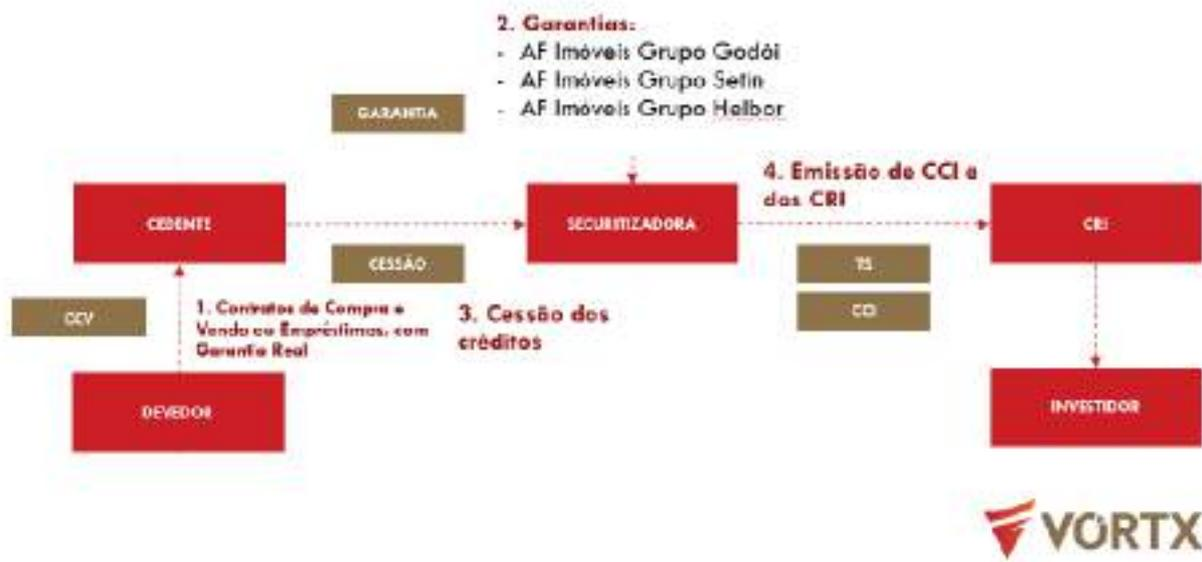 2. Garantias:
- AF Imóveis Grupo Godói
- AF Imóveis Grupo Setin
- AF Imóveis Grupo Helbor
GARANTIA
4. Emissão de CCI e
dos CRI
CEDENTE
SECURITIZADORA
CRI
CESSÃO
TS
CCI
CCV
1. Contratos de Compra e
Venda ou Empréstimos, com
Garantia Real
3. Cessão dos
créditos
DEVEDOR
INVESTIDOR
VÓRTX